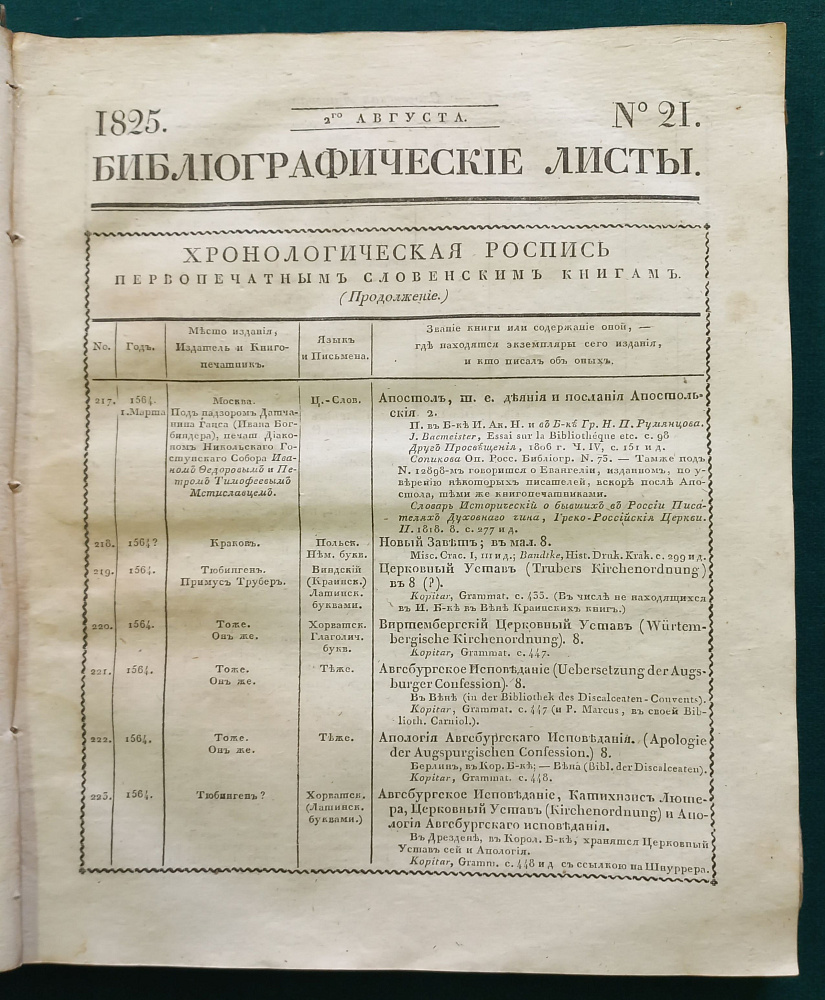 1825.
2го АВГУСТА.
No 21.
БИБЛІОГРАФИЧЕСКІЕ ЛИСТЫ.
ХРОНОЛОГИЧЕСКАЯ РОСПИСЬ
ПЕРВОПЕЧАТНЫМЪ СЛОВЕНСКИМЪ КНИГАМЪ.
(Продолженіе.)
No.
Годъ.
Мѣсто изданія,
Издатель и Книго-
печатникъ.
Языкъ
и Письмена.
Званіе книги или содержаніе оной, —
гдѣ находятся экземпляры сего изданія,
и кто писалъ объ оныхъ.
217.
1564.
1.Марта
Москва.
Подъ надзоромъ Датча-
нина Ганса (Ивана Бог-
биндера), печат Діако-
номъ Никольскаго Го-
стунскаго Собора Ива-
номъ Ѳедоровымъ и Пе-
тромъ Тимофеевымъ
Мстиславцемъ.
Ц.-Слов.
Апостолъ, т. е. дѣянія и посланія Апостоль-
скія 2.
П. въ Б-кѣ И. Ак. Н. и въ Б-кѣ Гр. Н. П. Румянцова.
J. Bacmeister, Essai sur la Bibliothéque etc. c. 98
Другъ Просвѣщенія, 1806 г. Ч. IV, с. 151 и д.
Сопикова Оп. Росс. Библіогр. N. 75. — Тамже подъ
N. 12898-мъ говорится о Евангеліи, изданномъ, по у-
вѣренію нѣкоторыхъ писателей, вскорѣ послѣ Апо-
стола, тѣми же книгопечатниками.
Словарь Историческій о бывшихъ въ Россіи Писа-
теляхъ Духовнаго чина, Греко-Россійскія Церкви.
П. 1818. 8. с. 277 и д.
218.
1564?
Краковъ.
Польск.
Нѣм. букв.
Новый Завѣтъ; въ мал. 8.
Misc. Crac. I, III и д.; Bandtke, Hist. Druk. Krak. c. 299 и д.
219.
1564.
Тюбингенъ.
Примусъ Труберъ.
Виндскій
(Краинск.)
Латинск.
буквами.
Церковный Уставъ (Trubers Kirchenordnung)
въ 8 (?).
Kopitar, Grammat. с. 433. (Въ числѣ не находящихся
въ И. Б-кѣ въ Вѣнѣ Краинскихъ книгъ.)
220.
1564.
Тоже.
Онъ же.
Хорватск.
Глаголич.
букв.
Виртембергскій Церковный Уставъ (Würtem-
bergische Kirchenordnung). 8.
Kopitar, Grammat. с. 447.
221.
1564.
Тоже.
Онъ же.
Тѣже.
Авгсбургское Исповѣданіе (Uebersetzung der Augs-
burger Confession). 8.
Въ Вѣнѣ (in der Bibliothek des Discalceaten-Convents).
Kopitar, Grammat. с. 447 (и P. Marcus, въ своей Bib-
lioth. Carniol.).
222.
1564.
Тоже.
Онъ же.
Тѣже.
Апологія Авгсбургскаго Исповѣданія. (Apologie
der Augspurgischen Confession.) 8.
Берлинъ, въ Кор. Б-кѣ; — Вѣна (Bibl. der Discalceaten).
Kopitar, Grammat. с. 448.
223.
1564.
Тюбингенъ?
Хорватск.
(Латинск.
буквами.)
Авгсбургское Исповѣданіе, Катихизисъ Люте-
ра, Церковный Уставъ (Kirchenordnung) и Апо-
логія Авгсбургскаго исповѣданія.
Въ Дрезденѣ, въ Корол. Б-кѣ, хранятся Церковный
Уставъ сей и Апологія.
Kopitar, Gramm. с. 448 и д съ ссылкою на Шнуррера.